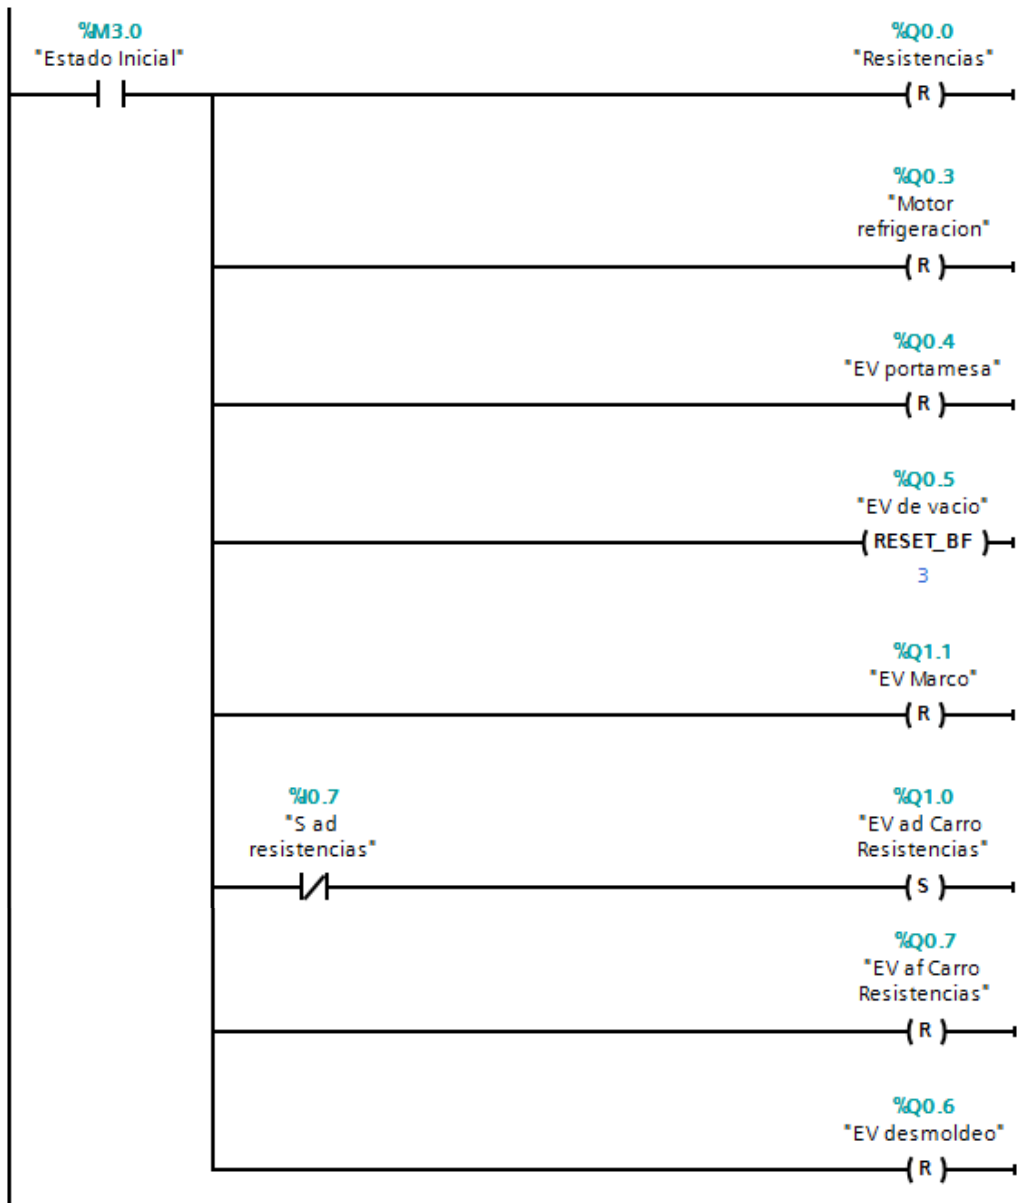 %M3.0
"Estado Inicial"
%Q0.0
"Resistencias"
R
%Q0.3
"Motor
refrigeracion"
R
%Q0.4
"EV portamesa"
R
%Q0.5
"EV de vacio"
RESET_BF
3
%Q1.1
"EV Marco"
R
%I0.7
"S ad
resistencias"
%Q1.0
"EV ad Carro
Resistencias"
S
%Q0.7
"EV af Carro
Resistencias"
R
%Q0.6
"EV desmoldeo"
R